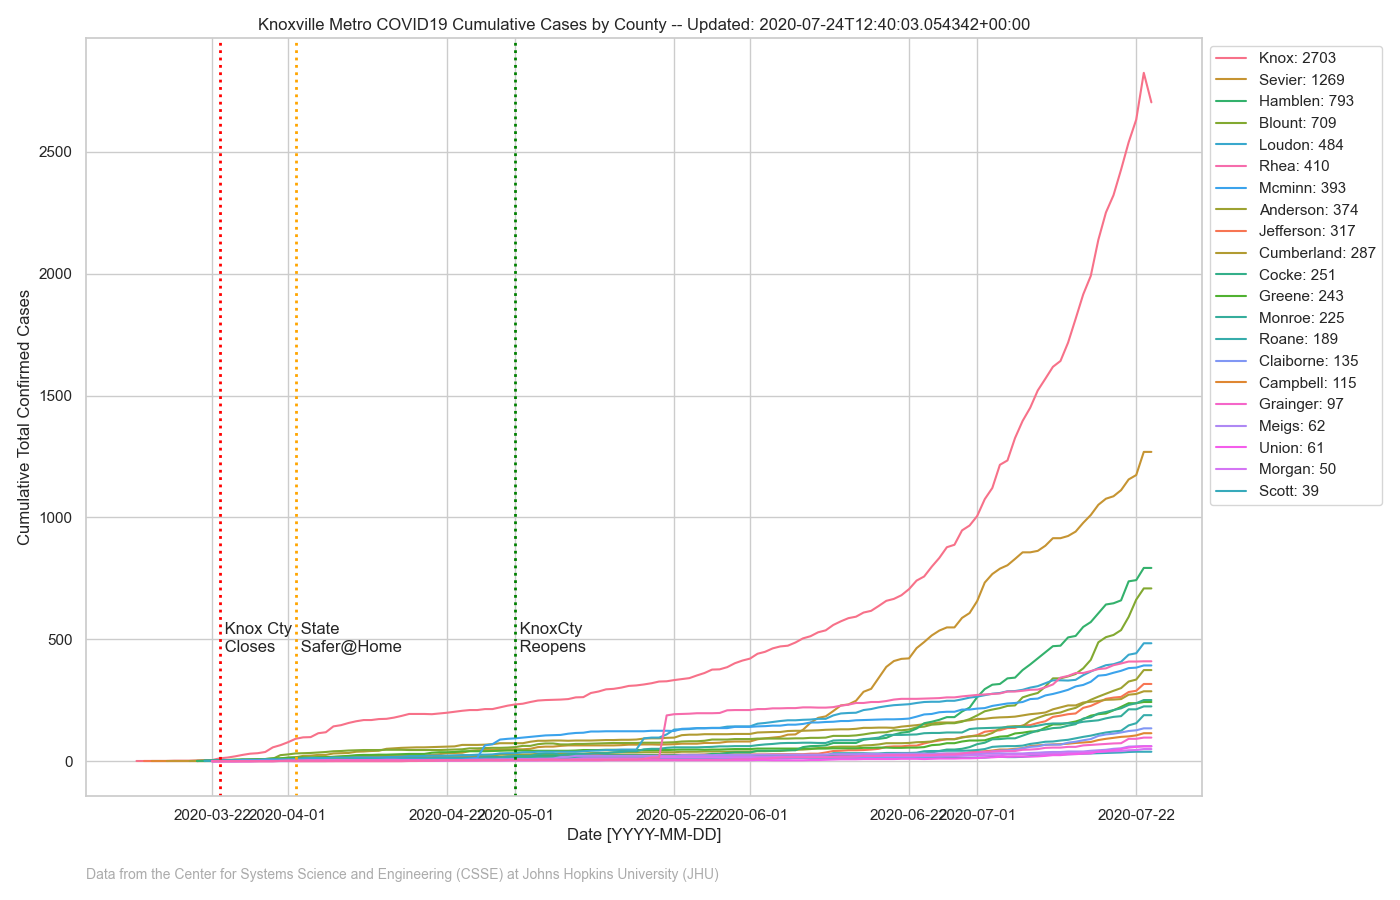 Knoxville Metro COVID19 Cumulative Cases by County -- Updated: 2020-07-24T12:40:03.054342+00:00
Knox: 2703
Sevier: 1269
Hamblen: 793
Blount: 709
Loudon: 484
Rhea: 410
Mcminn: 393
Anderson: 374
Jefferson: 317
Cumberland: 287
Cocke: 251
Greene: 243
Monroe: 225
Roane: 189
Claiborne: 135
Campbell: 115
Grainger: 97
Meigs: 62
Union: 61
Morgan: 50
Scott: 39
Cumulative Total Confirmed Cases
2500
2000
1500
1000
500
0
Knox Cty
Closes
State
Safer@Home
KnoxCty
Reopens
2020-03-22
2020-04-01
2020-04-22
2020-05-01
2020-05-22
2020-06-01
2020-06-22
2020-07-01
2020-07-22
Date [YYYY-MM-DD]
Data from the Center for Systems Science and Engineering (CSSE) at Johns Hopkins University (JHU)